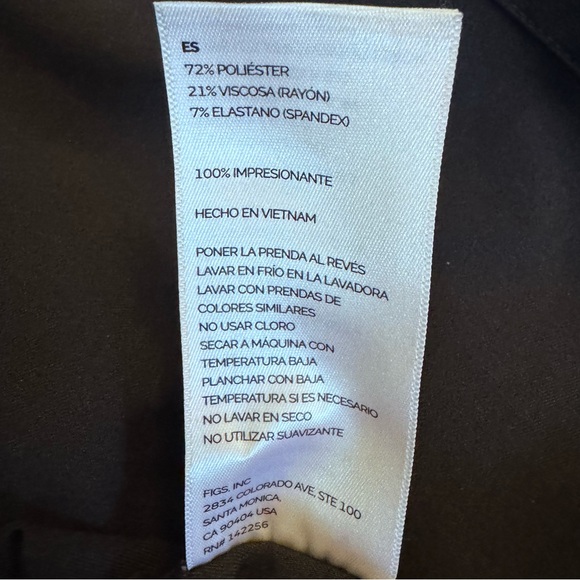 ES
72% POLIÉSTER
21% VISCOSA (RAYÓN)
7% ELASTANO (SPANDEX)
100% IMPRESIONANTE
HECHO EN VIETNAM
PONER LA PRENDA AL REVÉS
LAVAR EN FRÍO EN LA LAVADORA
LAVAR CON PRENDAS DE
COLORES SIMILARES
NO USAR CLORO
SECAR A MÁQUINA CON
TEMPERATURA BAJA
PLANCHAR CON BAJA
TEMPERATURA SI ES NECESARIO
NO LAVAR EN SECO
NO UTILIZAR SUAVIZANTE
FIGS, INC
2834 COLORADO AVE, STE 100
SANTA MONICA,
CA 90404 USA
RN# 142256